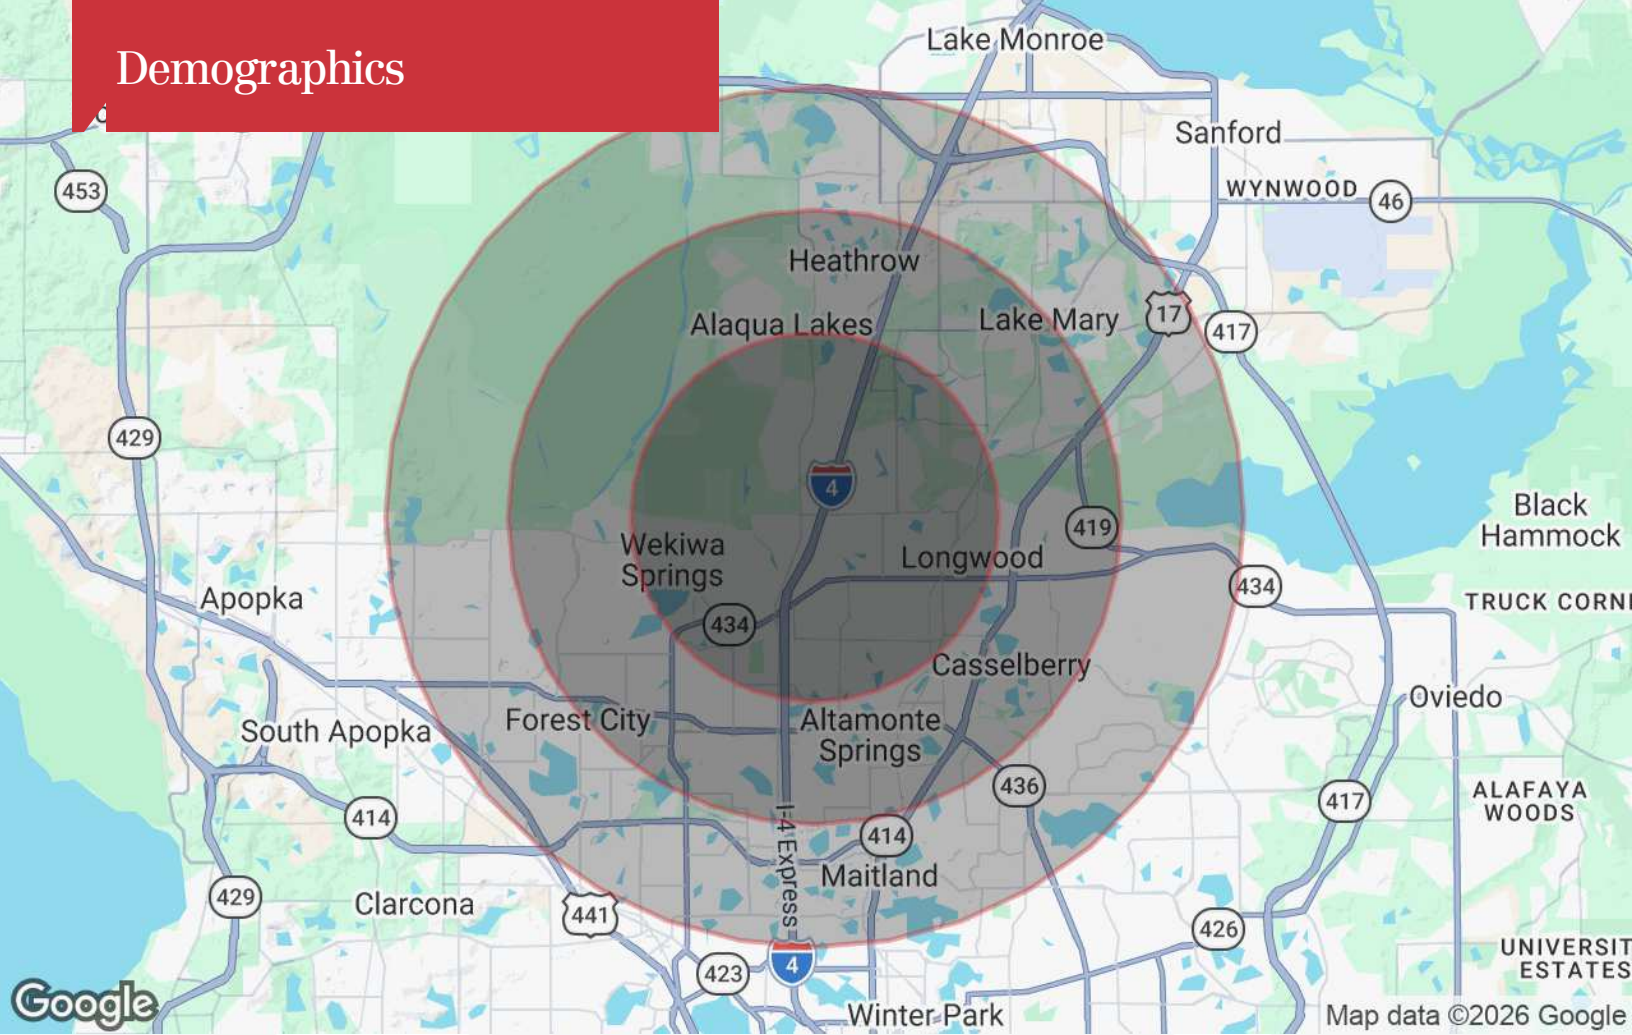 Demographics
Lake Monroe
Sanford
453
WYNWOOD
46
Heathrow
Alaqua Lakes
Lake Mary
17
417
429
4
Black
Hammock
419
Wekiwa
Springs
Longwood
434
Apopka
TRUCK CORN
434
Casselberry
Oviedo
Forest City
Altamonte
Springs
South Apopka
436
417
ALAFAYA
WOODS
414
I-4 Express
414
Maitland
429
Clarcona
441
426
UNIVERSIT
ESTATES
4
423
Google
Winter Park
Map data ©2026 Google